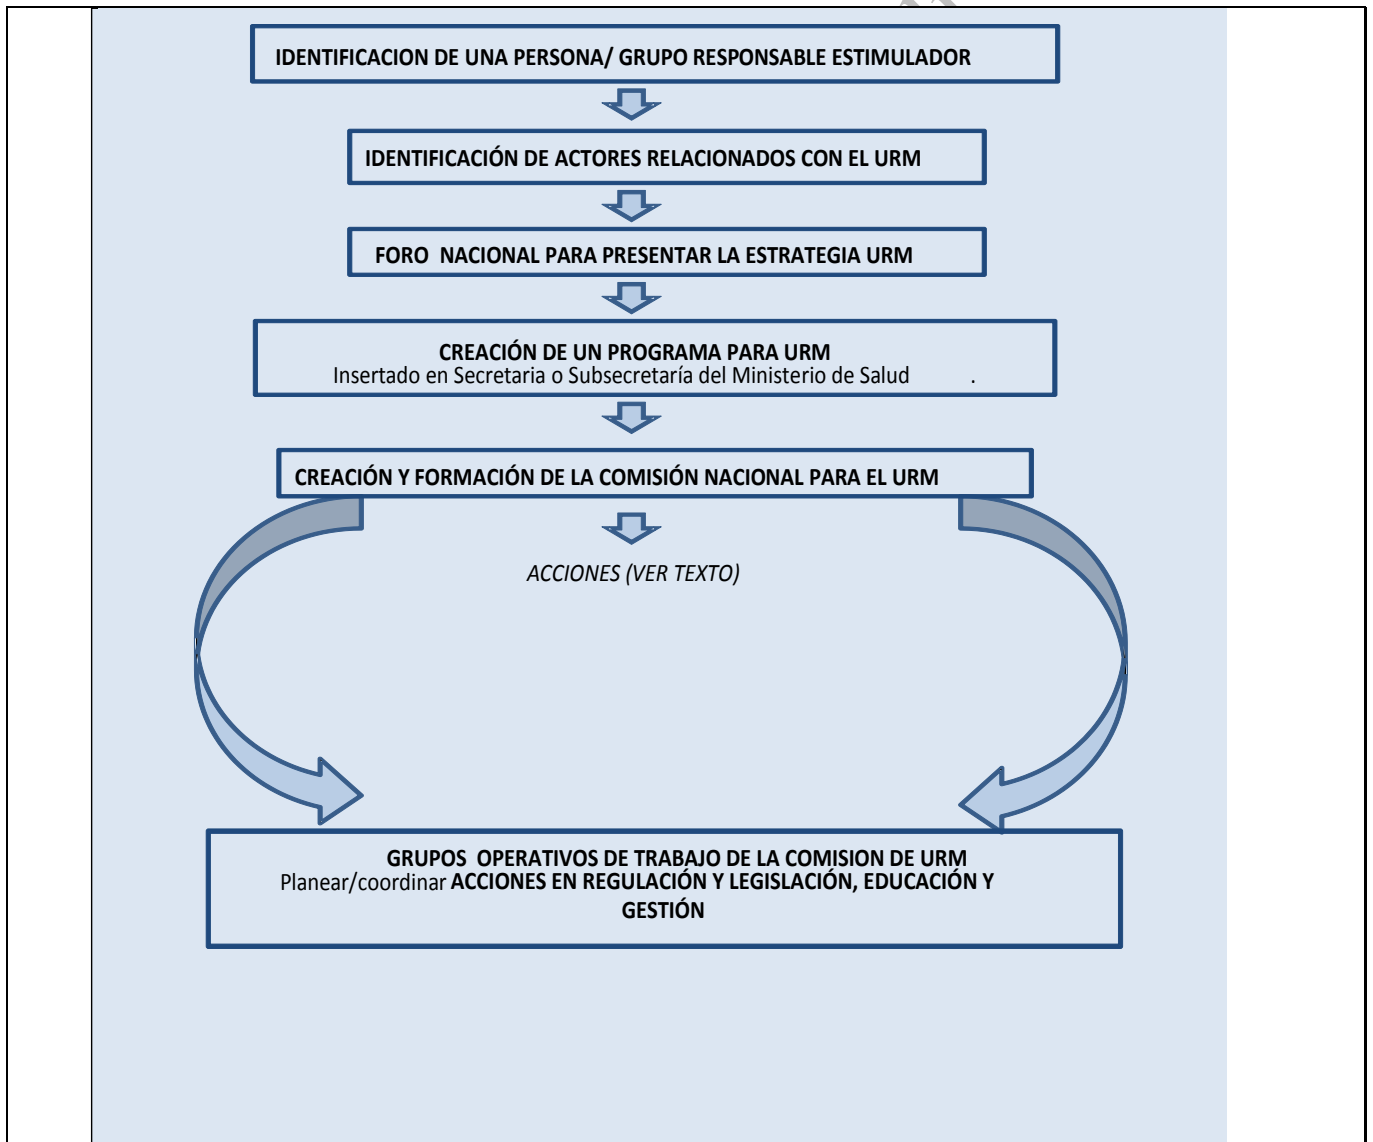 IDENTIFICACION DE UNA PERSONA/ GRUPO RESPONSABLE ESTIMULADOR
IDENTIFICACIÓN DE ACTORES RELACIONADOS CON EL URM
FORO NACIONAL PARA PRESENTAR LA ESTRATEGIA URM
CREACIÓN DE UN PROGRAMA PARA URM
Insertado en Secretaria o Subsecretaría del Ministerio de Salud .
CREACIÓN Y FORMACIÓN DE LA COMISIÓN NACIONAL PARA EL URM
ACCIONES (VER TEXTO)
GRUPOS OPERATIVOS DE TRABAJO DE LA COMISION DE URM
Planear/coordinar ACCIONES EN REGULACIÓN Y LEGISLACIÓN, EDUCACIÓN Y
GESTIÓN